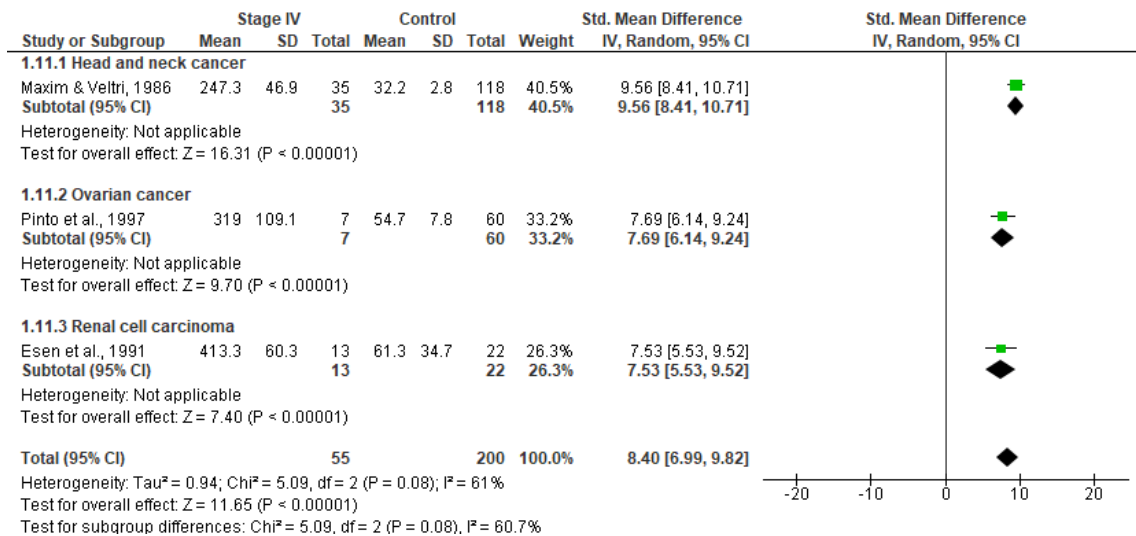 Stage IV Control Std. Mean Difference Std. Mean Difference
Study or Subgroup Mean SD Total Mean SD Total Weight IV, Random, 95% CI IV, Random, 95% CI
1.11.1 Head and neck cancer
Maxim & Veltri, 1986 247.3 46.9 35 32.2 2.8 118 40.5% 9.56 [8.41, 10.71]
Subtotal (95% CI) 35 118 40.5% 9.56 [8.41, 10.71]
Heterogeneity: Not applicable
Test for overall effect: Z = 16.31 (P < 0.00001)
1.11.2 Ovarian cancer
Pinto et al., 1997 319 109.1 7 54.7 7.8 60 33.2% 7.69 [6.14, 9.24]
Subtotal (95% CI) 7 60 33.2% 7.69 [6.14, 9.24]
Heterogeneity: Not applicable
Test for overall effect: Z = 9.70 (P < 0.00001)
1.11.3 Renal cell carcinoma
Esen et al., 1991 413.3 60.3 13 61.3 34.7 22 26.3% 7.53 [5.53, 9.52]
Subtotal (95% CI) 13 22 26.3% 7.53 [5.53, 9.52]
Heterogeneity: Not applicable
Test for overall effect: Z = 7.40 (P < 0.00001)
Total (95% CI) 55 200 100.0% 8.40 [6.99, 9.82]
Heterogeneity: Tau² = 0.94; Chi² = 5.09, df = 2 (P = 0.08); I² = 61%
Test for overall effect: Z = 11.65 (P < 0.00001)
Test for subgroup differences: Chi² = 5.09, df = 2 (P = 0.08), I² = 60.7%
-20 -10 0 10 20